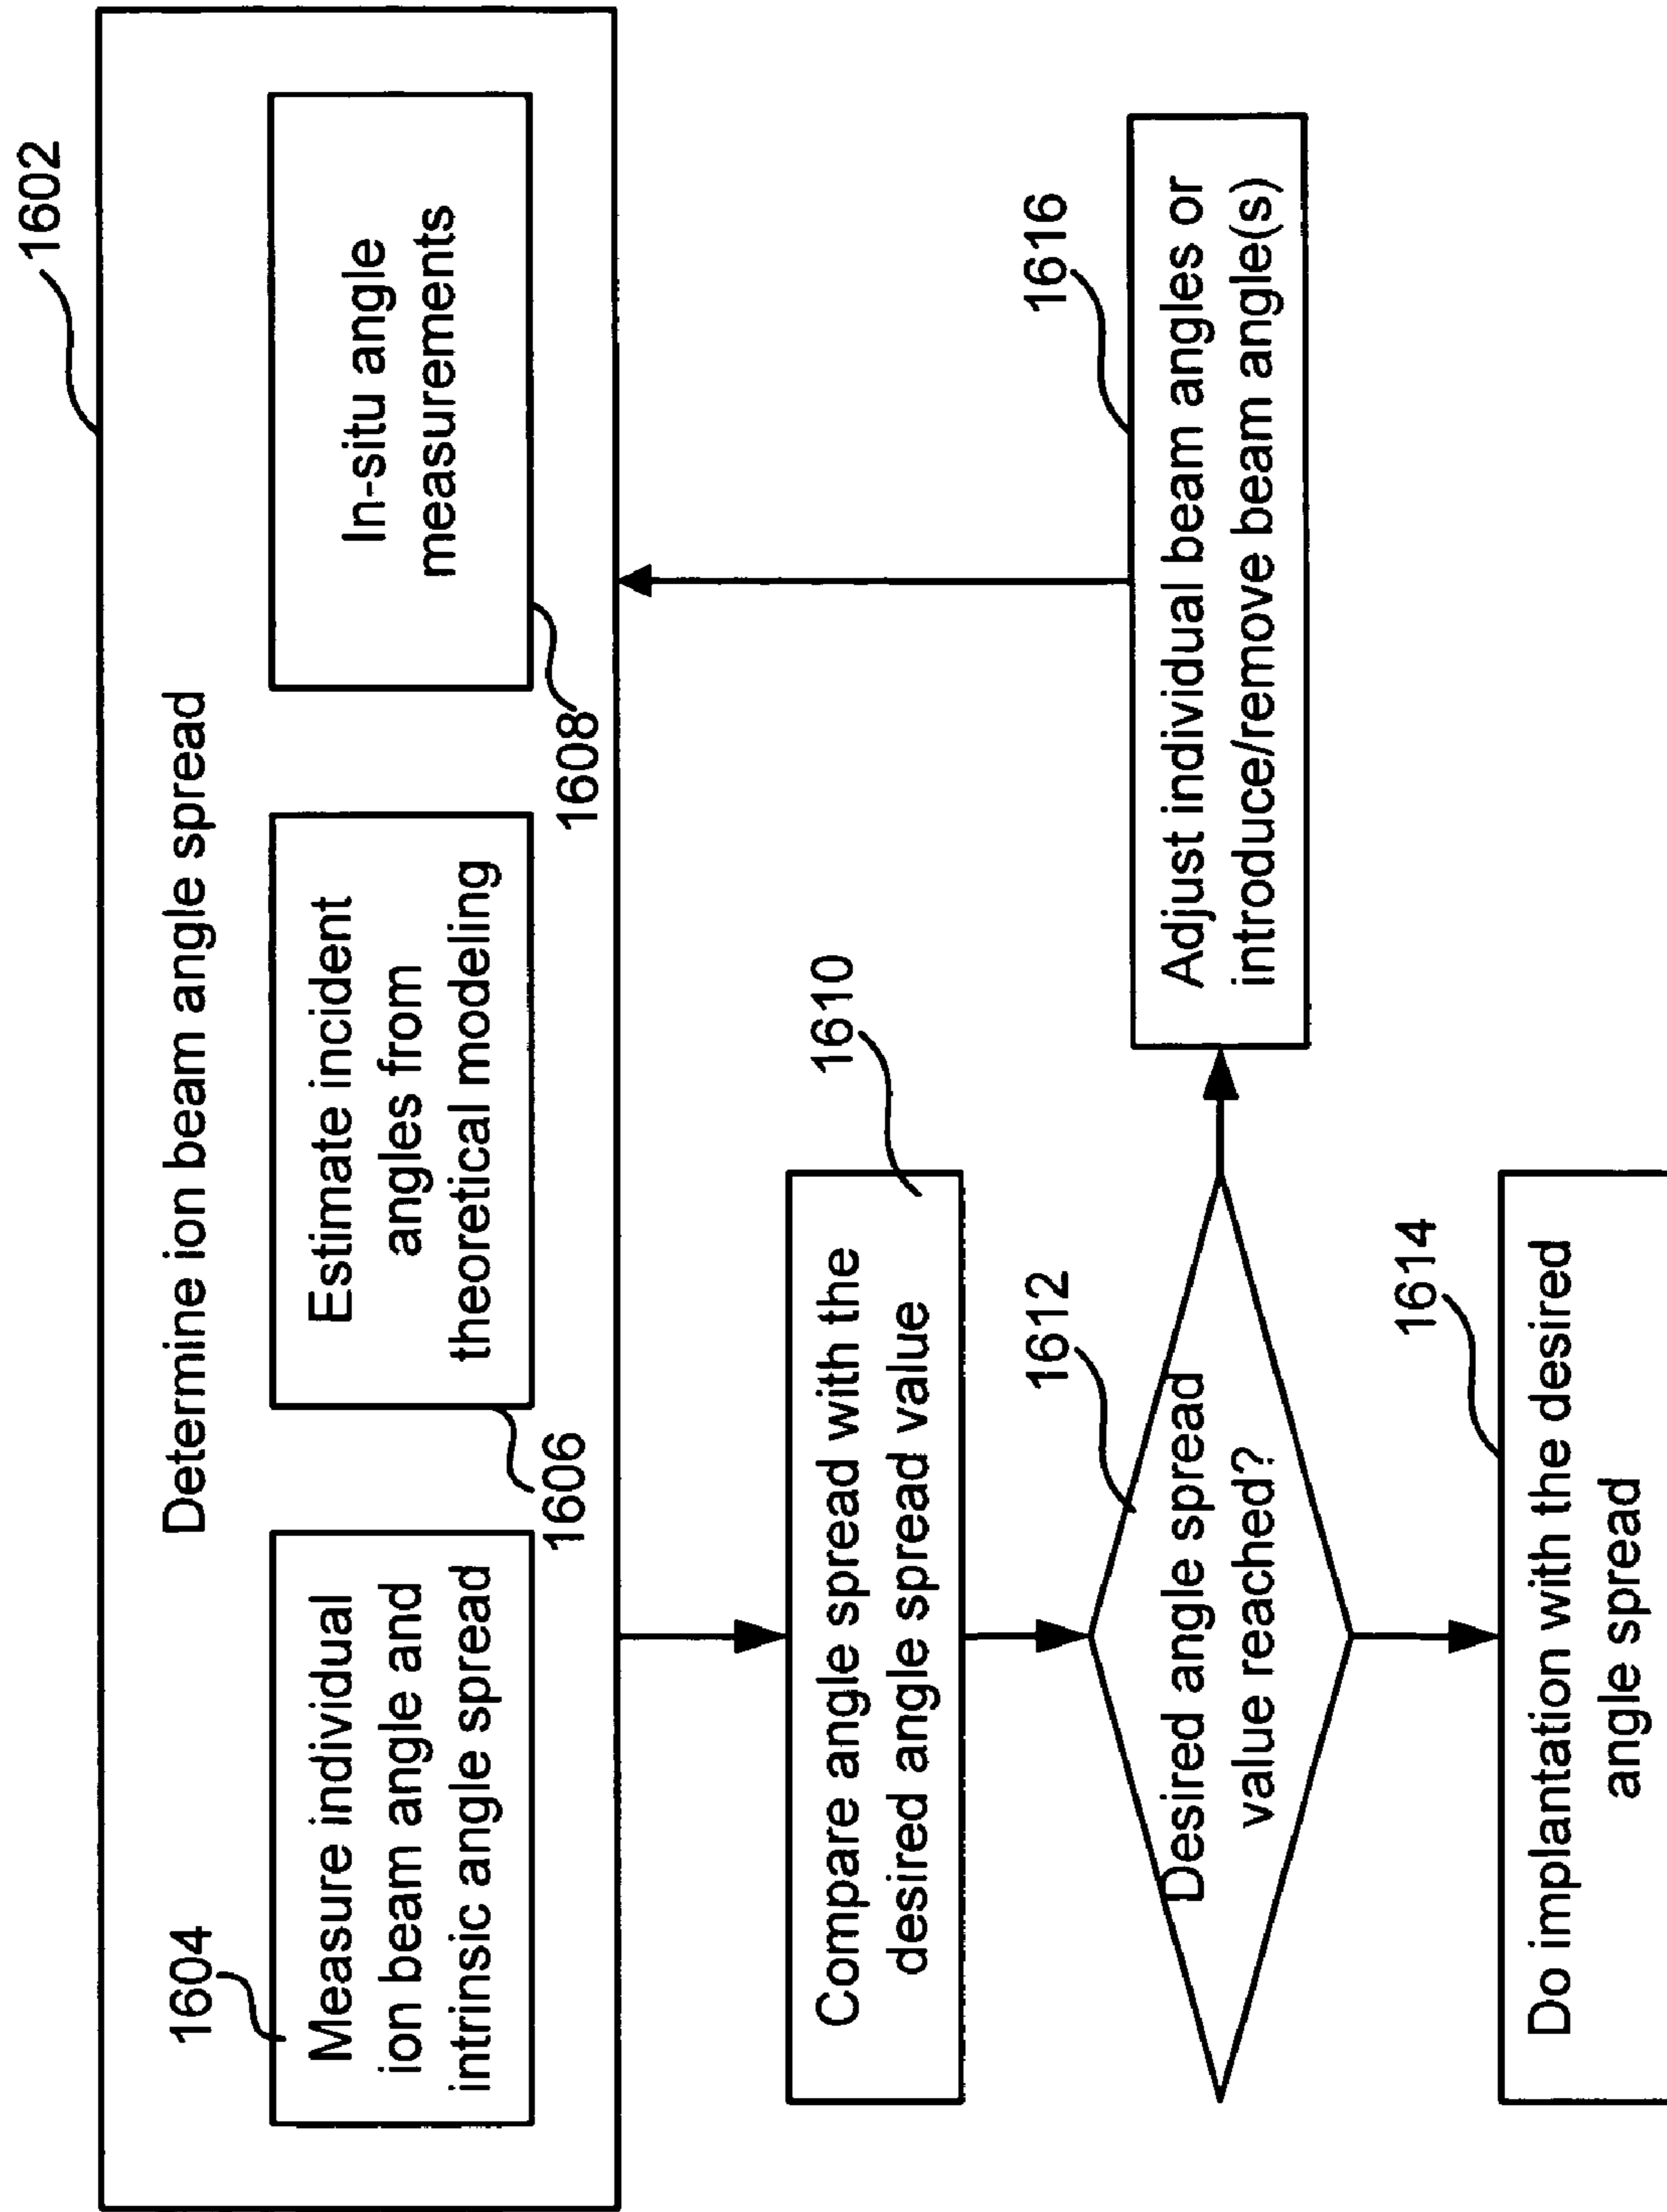 1602
Determine ion beam angle spread
1604
Measure individual
ion beam angle and
intrinsic angle spread
1606
Estimate incident
angles from
theoretical modeling
1608
In-situ angle
measurements
1610
Compare angle spread with the
desired angle spread value
1612
Desired angle spread
value reached?
1616
Adjust individual beam angles or
introduce/remove beam angle(s)
1614
Do implantation with the desired
angle spread